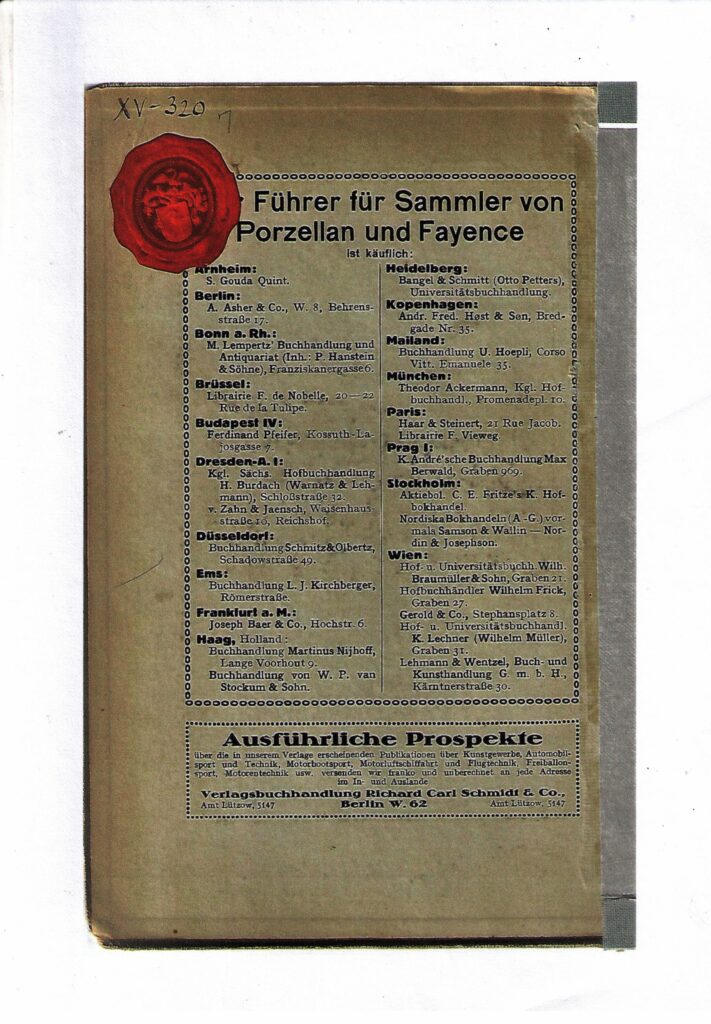 XV-320
r Führer für Sammler von
Porzellan und Fayence
ist käuflich:
Arnheim:
S. Gouda Quint.
Berlin:
A. Asher & Co., W. 8, Behrens-
straße 17.
Bonn a. Rh.:
M. Lempertz' Buchhandlung und
Antiquariat (Inh.: P. Hanstein
& Söhne), Franziskanergasse 6.
Brüssel:
Librairie F. de Nobelle, 20—22
Rue de la Tulipe.
Budapest IV:
Ferdinand Pfeifer, Kossuth-La-
josgasse 7.
Dresden-A. I:
Kgl. Sächs. Hofbuchhandlung
H. Burdach (Warnatz & Leh-
mann), Schloßstraße 32.
v. Zahn & Jaensch, Waisenhaus-
straße 10, Reichshof.
Düsseldorf:
Buchhandlung Schmitz & Olbertz,
Schadowstraße 49.
Ems:
Buchhandlung L. J. Kirchberger,
Römerstraße.
Frankfurt a. M.:
Joseph Baer & Co., Hochstr. 6.
Haag, Holland:
Buchhandlung Martinus Nijhoff,
Lange Voorhout 9.
Buchhandlung von W. P. van
Stockum & Sohn.
Heidelberg:
Bangel & Schmitt (Otto Petters),
Universitätsbuchhandlung.
Kopenhagen:
Andr. Fred. Høst & Søn, Bred-
gade Nr. 35.
Mailand:
Buchhandlung U. Hoepli, Corso
Vitt. Emanuele 35.
München:
Theodor Ackermann, Kgl. Hof-
buchhandl., Promenadepl. 10.
Paris:
Haar & Steinert, 21 Rue Jacob.
Librairie F. Vieweg.
Prag I:
K. André'sche Buchhandlung Max
Berwald, Graben 969.
Stockholm:
Aktiebol. C. E. Fritze's K. Hof-
bokhandel.
Nordiska Bokhandeln (A.-G.) vor-
mals Samson & Wallin — Nor-
din & Josephson.
Wien:
Hof- u. Universitätsbuchh. Wilh.
Braumüller & Sohn, Graben 21.
Hofbuchhändler Wilhelm Frick,
Graben 27.
Gerold & Co., Stephansplatz 8.
Hof- u. Universitätsbuchhandl.
R. Lechner (Wilhelm Müller),
Graben 31.
Lehmann & Wentzel, Buch- und
Kunsthandlung G. m. b. H.,
Kärntnerstraße 30.
Ausführliche Prospekte
über die in unserem Verlage erscheinenden Publikationen über Kunstgewerbe, Automobil-
sport und Technik, Motorbootsport, Motorluftschiffahrt und Flugtechnik, Freiballon-
sport, Motorentechnik usw. versenden wir franko und unberechnet an jede Adresse
im In- und Auslande
Verlagsbuchhandlung Richard Carl Schmidt & Co.,
Amt Lützow, 5147 Berlin W. 62 Amt Lützow, 5147